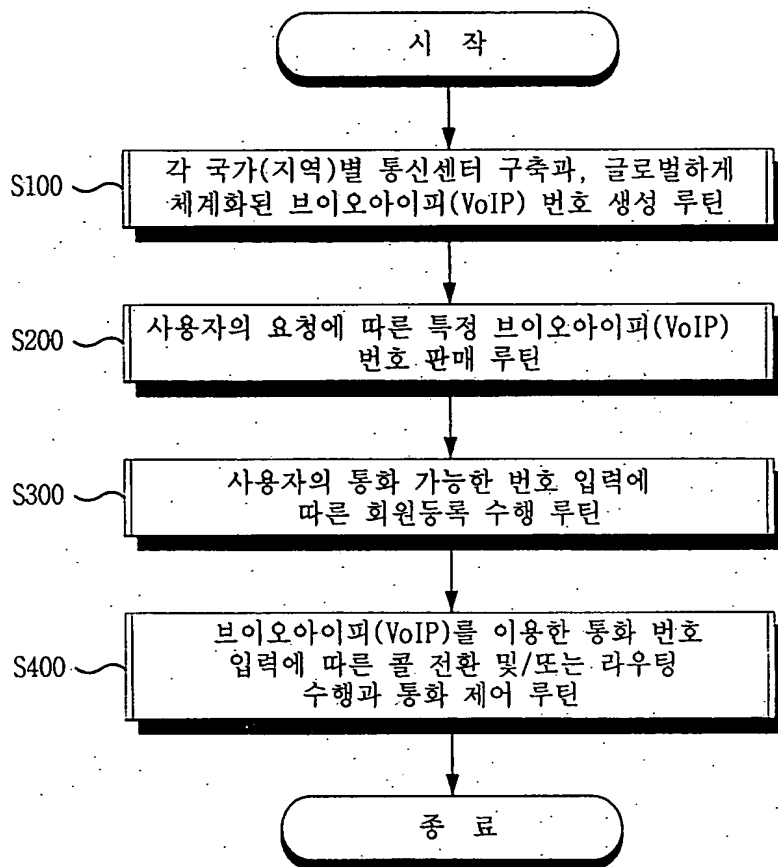 시 작
S100
각 국가(지역)별 통신센터 구축과, 글로벌하게
체계화된 브이오아이피(VoIP) 번호 생성 루틴
S200
사용자의 요청에 따른 특정 브이오아이피(VoIP)
번호 판매 루틴
S300
사용자의 통화 가능한 번호 입력에
따른 회원등록 수행 루틴
S400
브이오아이피(VoIP)를 이용한 통화 번호
입력에 따른 콜 전환 및/또는 라우팅
수행과 통화 제어 루틴
종 료